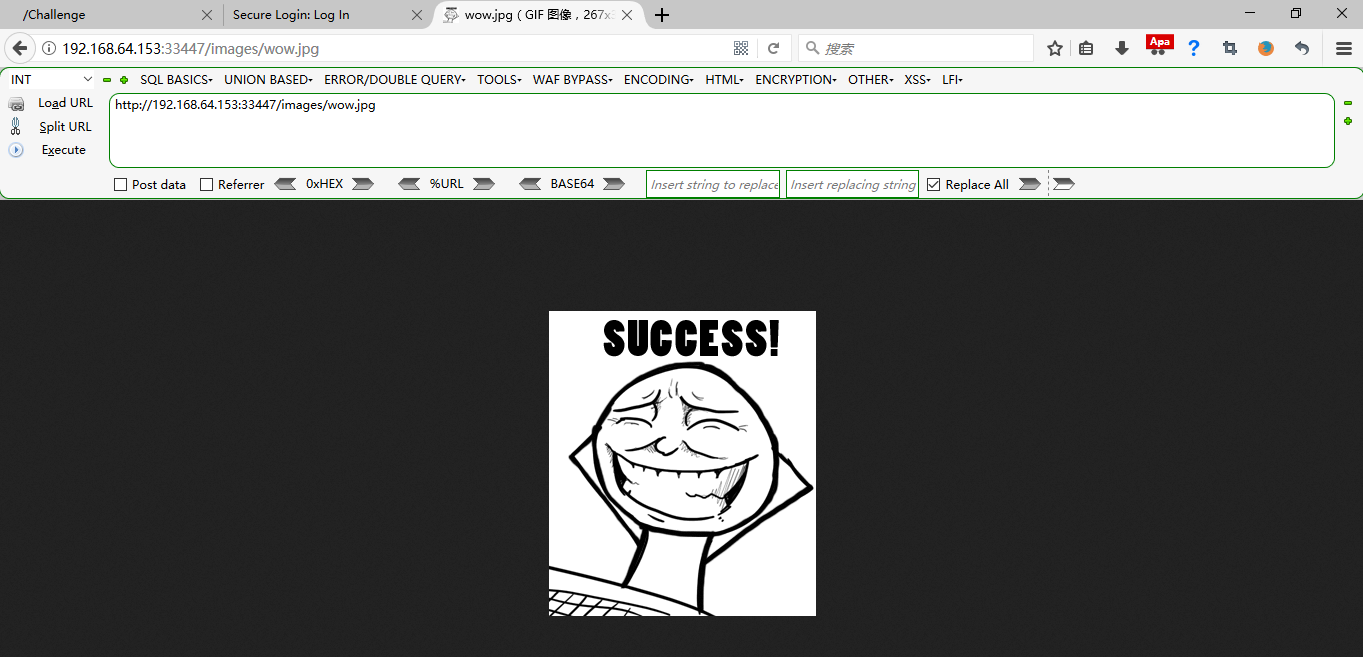 /Challenge
Secure Login: Log In
wow.jpg ( GIF 图像，267x
192.168.64.153:33447/images/wow.jpg
搜索
Apa
INT
SQL BASICS UNION BASED ERROR/DOUBLE QUERY TOOLS WAF BYPASS ENCODING HTML ENCRYPTION OTHER XSS LFI
Load URL
http://192.168.64.153:33447/images/wow.jpg
Split URL
Execute
Post data Referrer 0xHEX %URL BASE64 Insert string to replace Insert replacing string Replace All
SUCCESS!